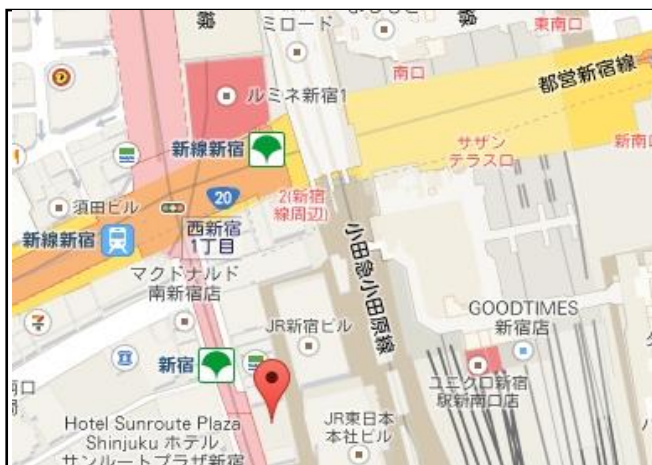 ミロード
東南口
南口
都営新宿線
ルミネ新宿1
新線新宿
サザン
テラス口
新南口
20
2(新宿
線周辺)
須田ビル
西新宿
1丁目
新線新宿
小田急小田原線
マクドナルド
南新宿店
GOODTIMES
新宿店
JR新宿ビル
新宿
ユニクロ新宿
駅新南口店
南口
Hotel Sunroute Plaza
Shinjuku ホテル
サンルートプラザ新宿
JR東日本
本社ビル